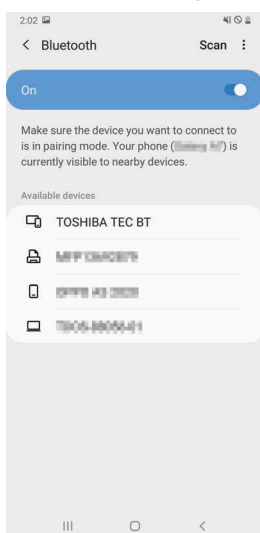 2:02
Bluetooth
Scan
On
Make sure the device you want to connect to
is in pairing mode. Your phone () is
currently visible to nearby devices.
Available devices
TOSHIBA TEC BT